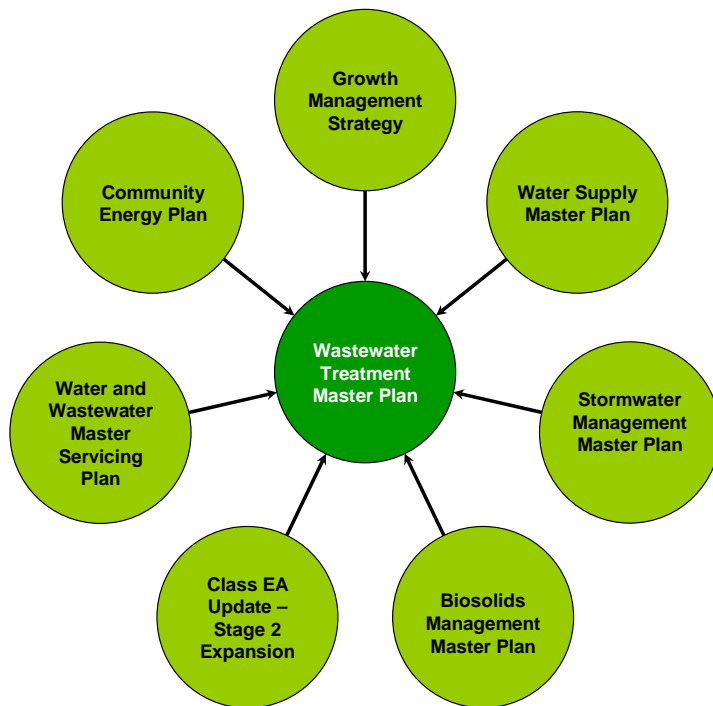 Growth
Management
Strategy
Community
Energy Plan
Water Supply
Master Plan
Wastewater
Treatment
Master Plan
Water and
Wastewater
Master
Servicing
Plan
Stormwater
Management
Master Plan
Class EA
Update –
Stage 2
Expansion
Biosolids
Management
Master Plan